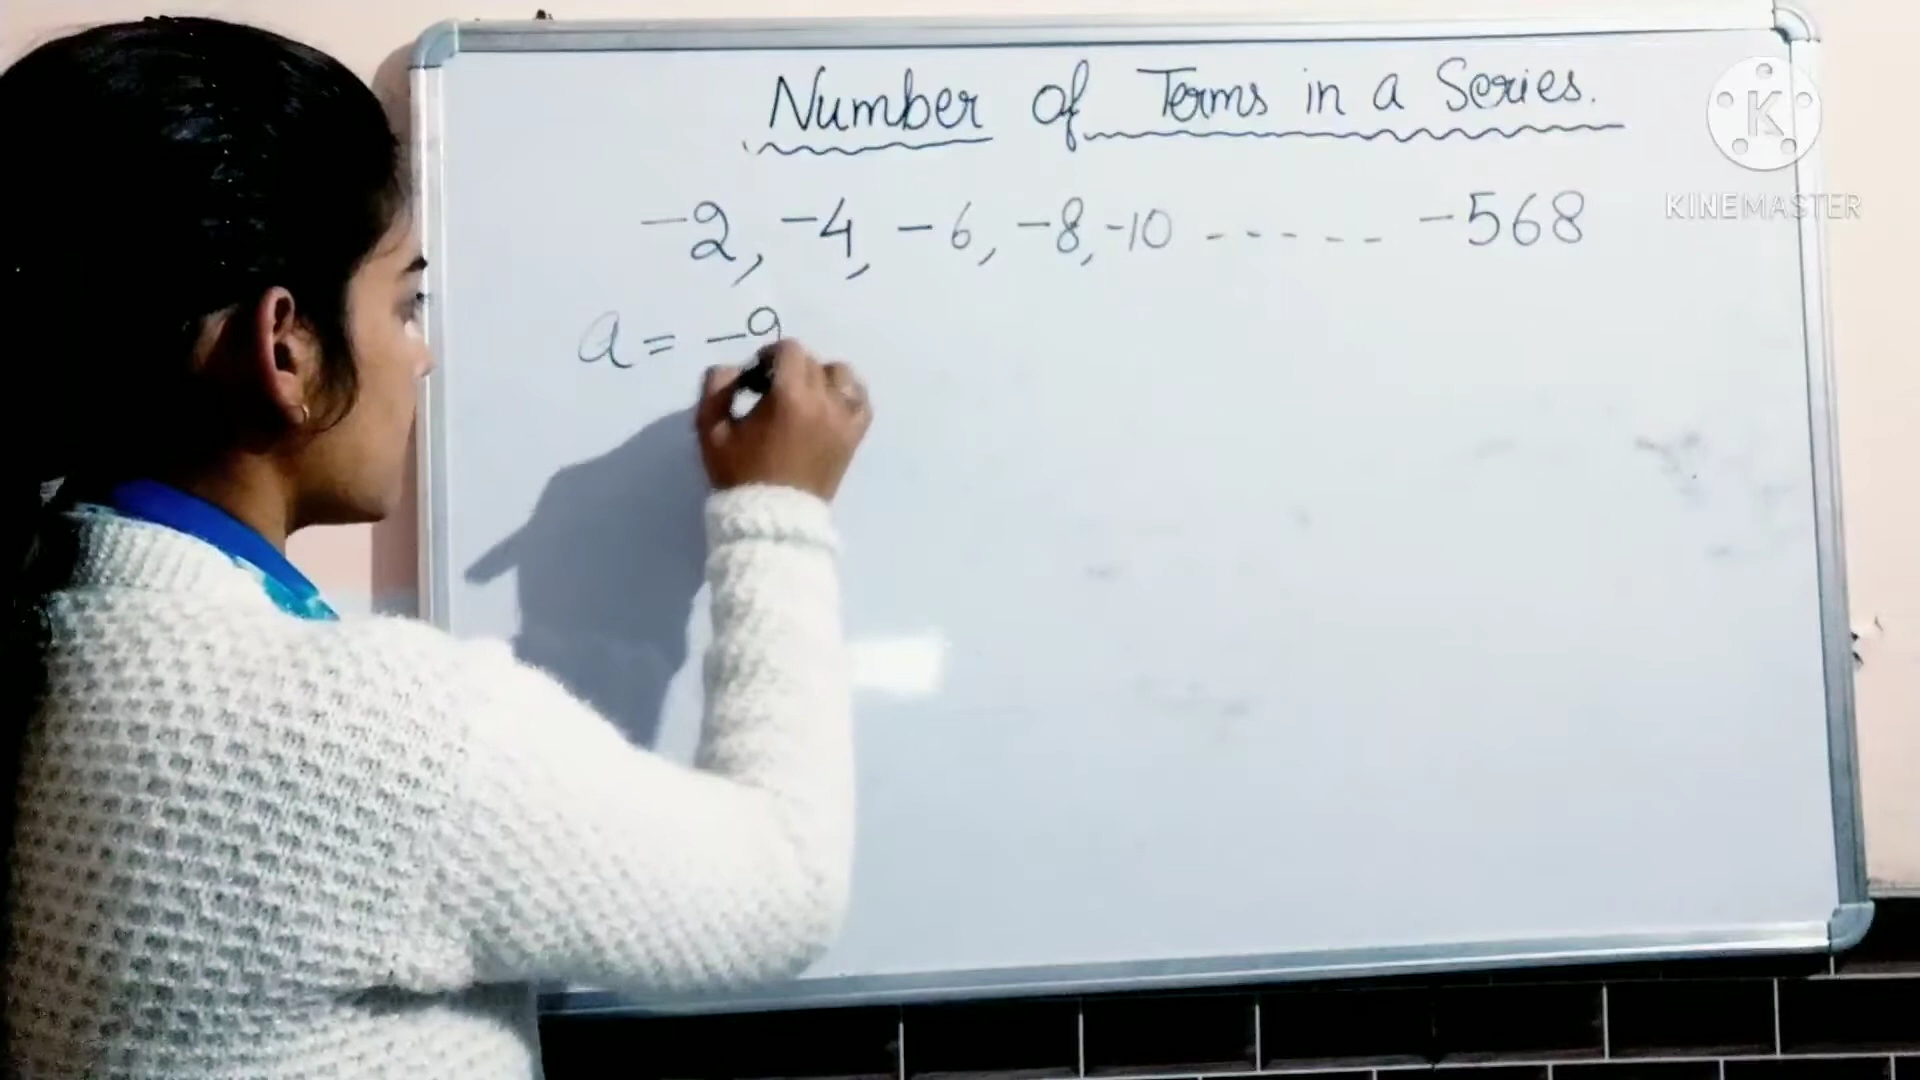 Number of Terms in a Series.
-2, -4, -6, -8, -10 ------ -568
a = -2
K
KINEMASTER